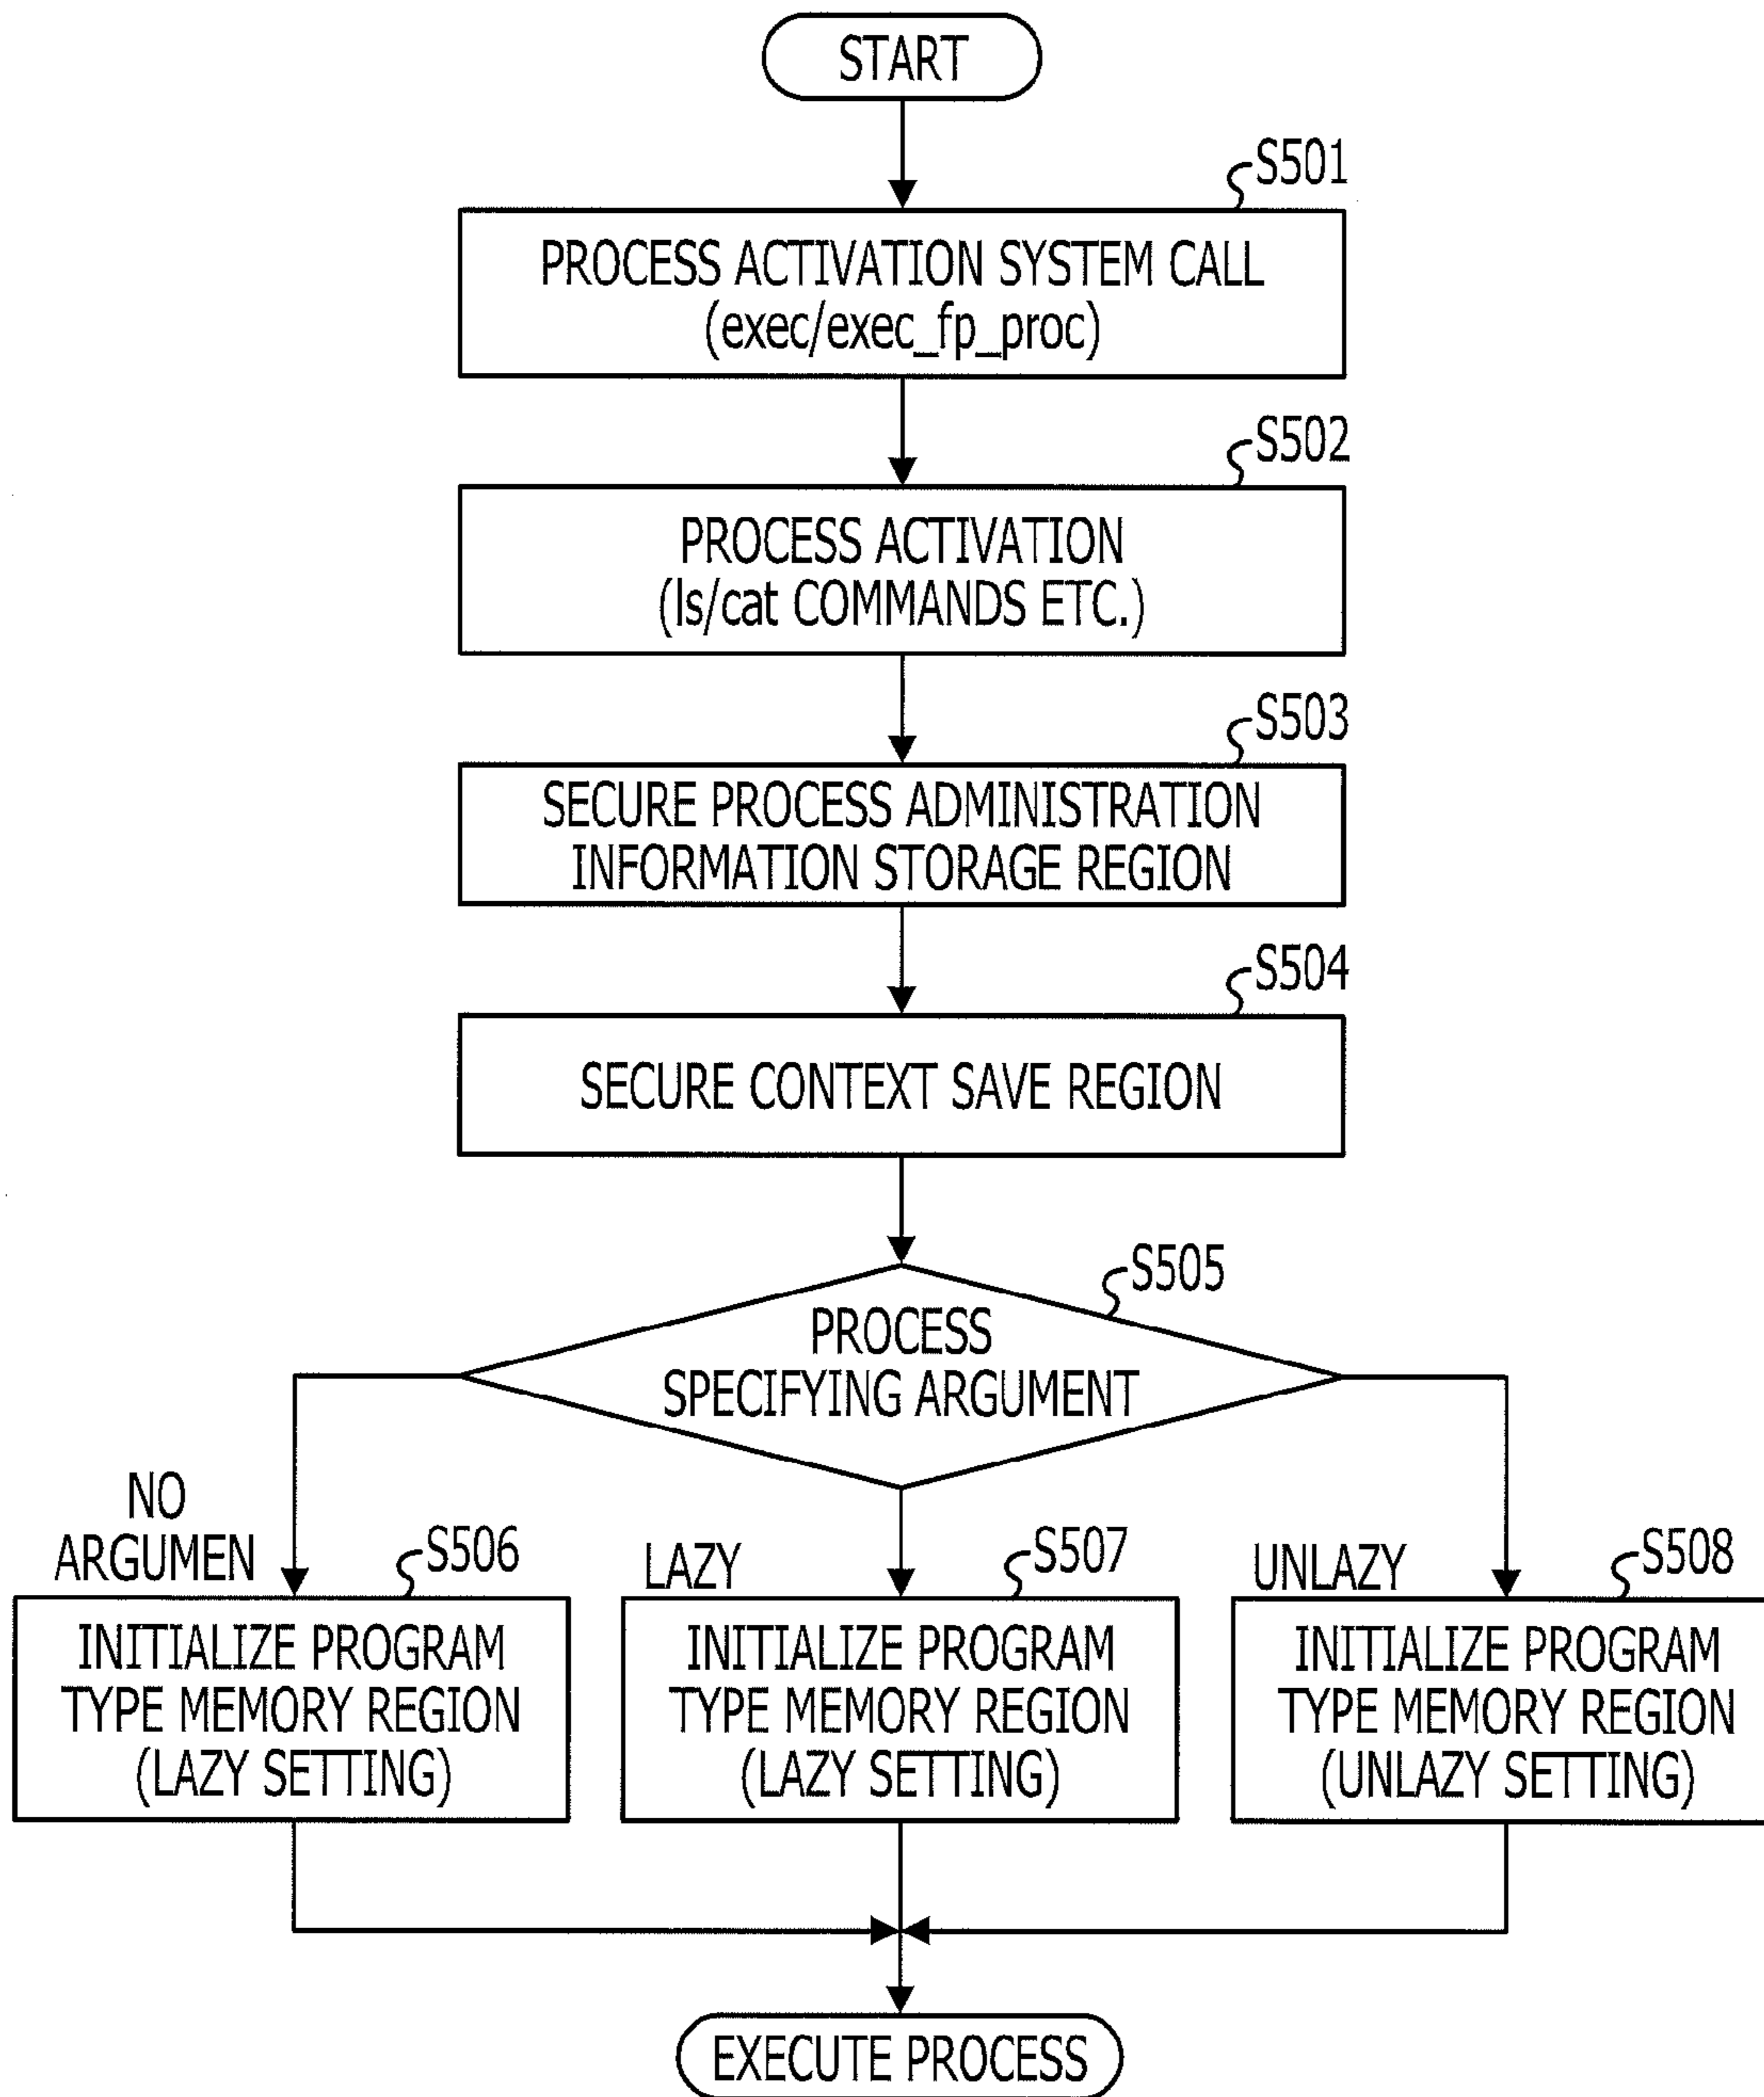 START
S501
PROCESS ACTIVATION SYSTEM CALL
(exec/exec_fp_proc)
S502
PROCESS ACTIVATION
(ls/cat COMMANDS ETC.)
S503
SECURE PROCESS ADMINISTRATION
INFORMATION STORAGE REGION
S504
SECURE CONTEXT SAVE REGION
S505
PROCESS
SPECIFYING ARGUMENT
NO
ARGUMEN
S506
INITIALIZE PROGRAM
TYPE MEMORY REGION
(LAZY SETTING)
LAZY
S507
INITIALIZE PROGRAM
TYPE MEMORY REGION
(LAZY SETTING)
UNLAZY
S508
INITIALIZE PROGRAM
TYPE MEMORY REGION
(UNLAZY SETTING)
EXECUTE PROCESS